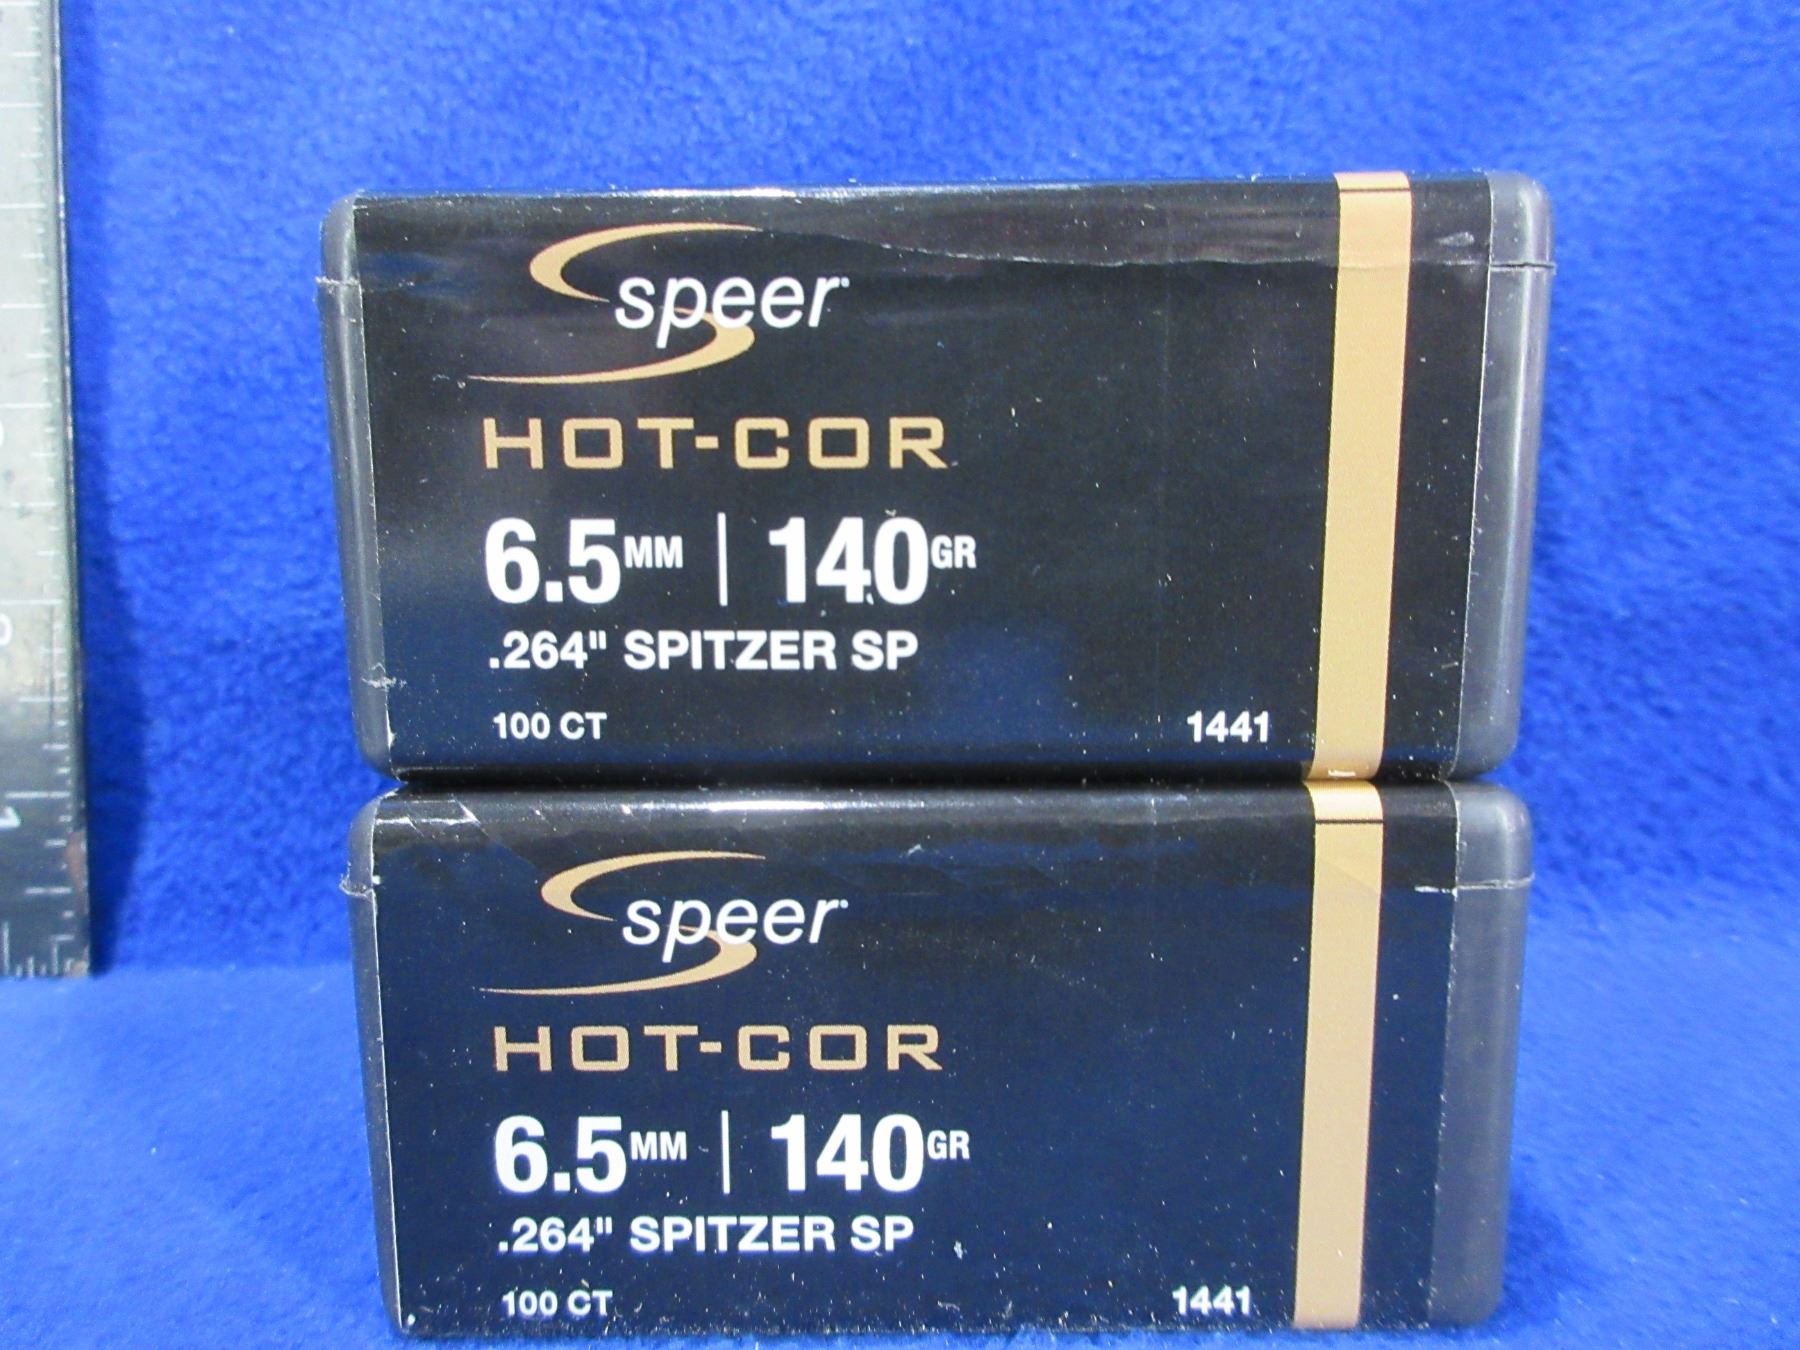 speer
HOT-COR
6.5MM | 140GR
.264" SPITZER SP
100 CT 1441
speer
HOT-COR
6.5MM | 140GR
.264" SPITZER SP
100 CT 1441
1